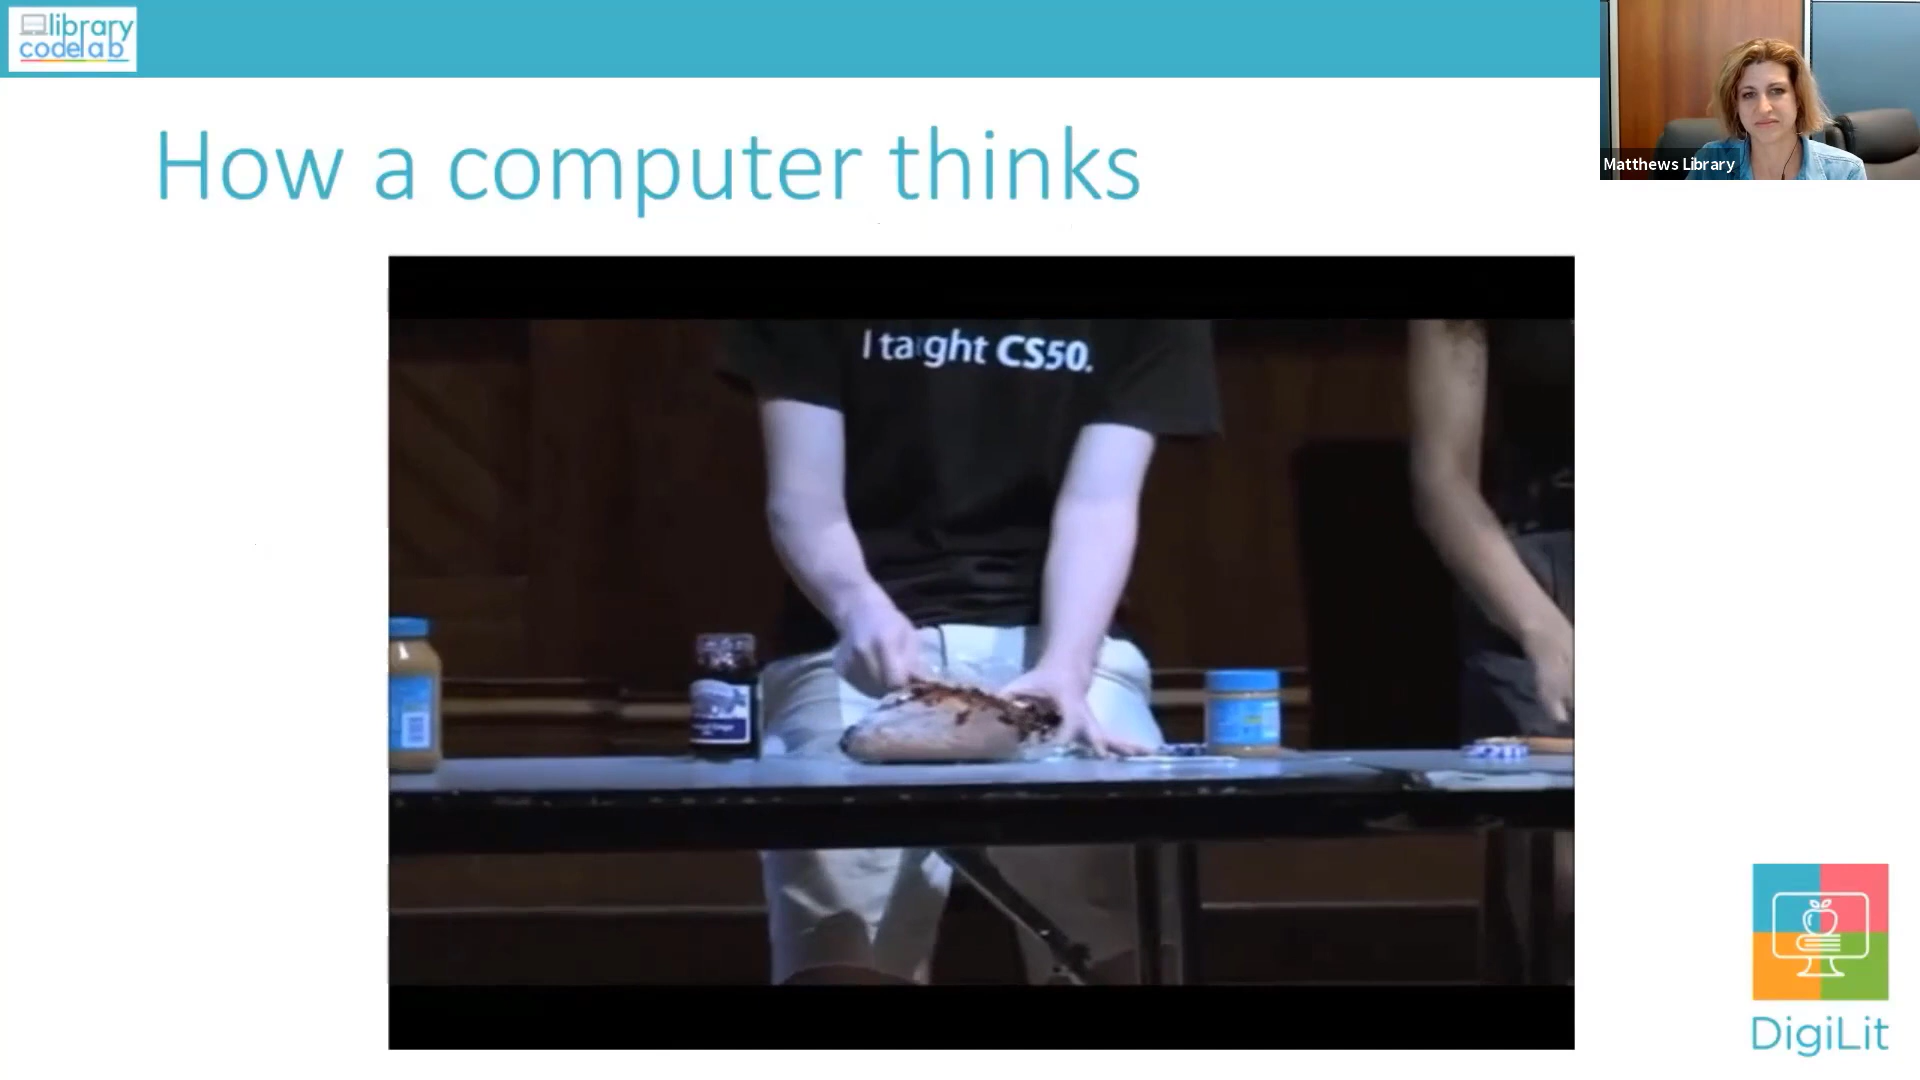 library
codelab
Matthews Library
How a computer thinks
I taught CS50.
DigiLit